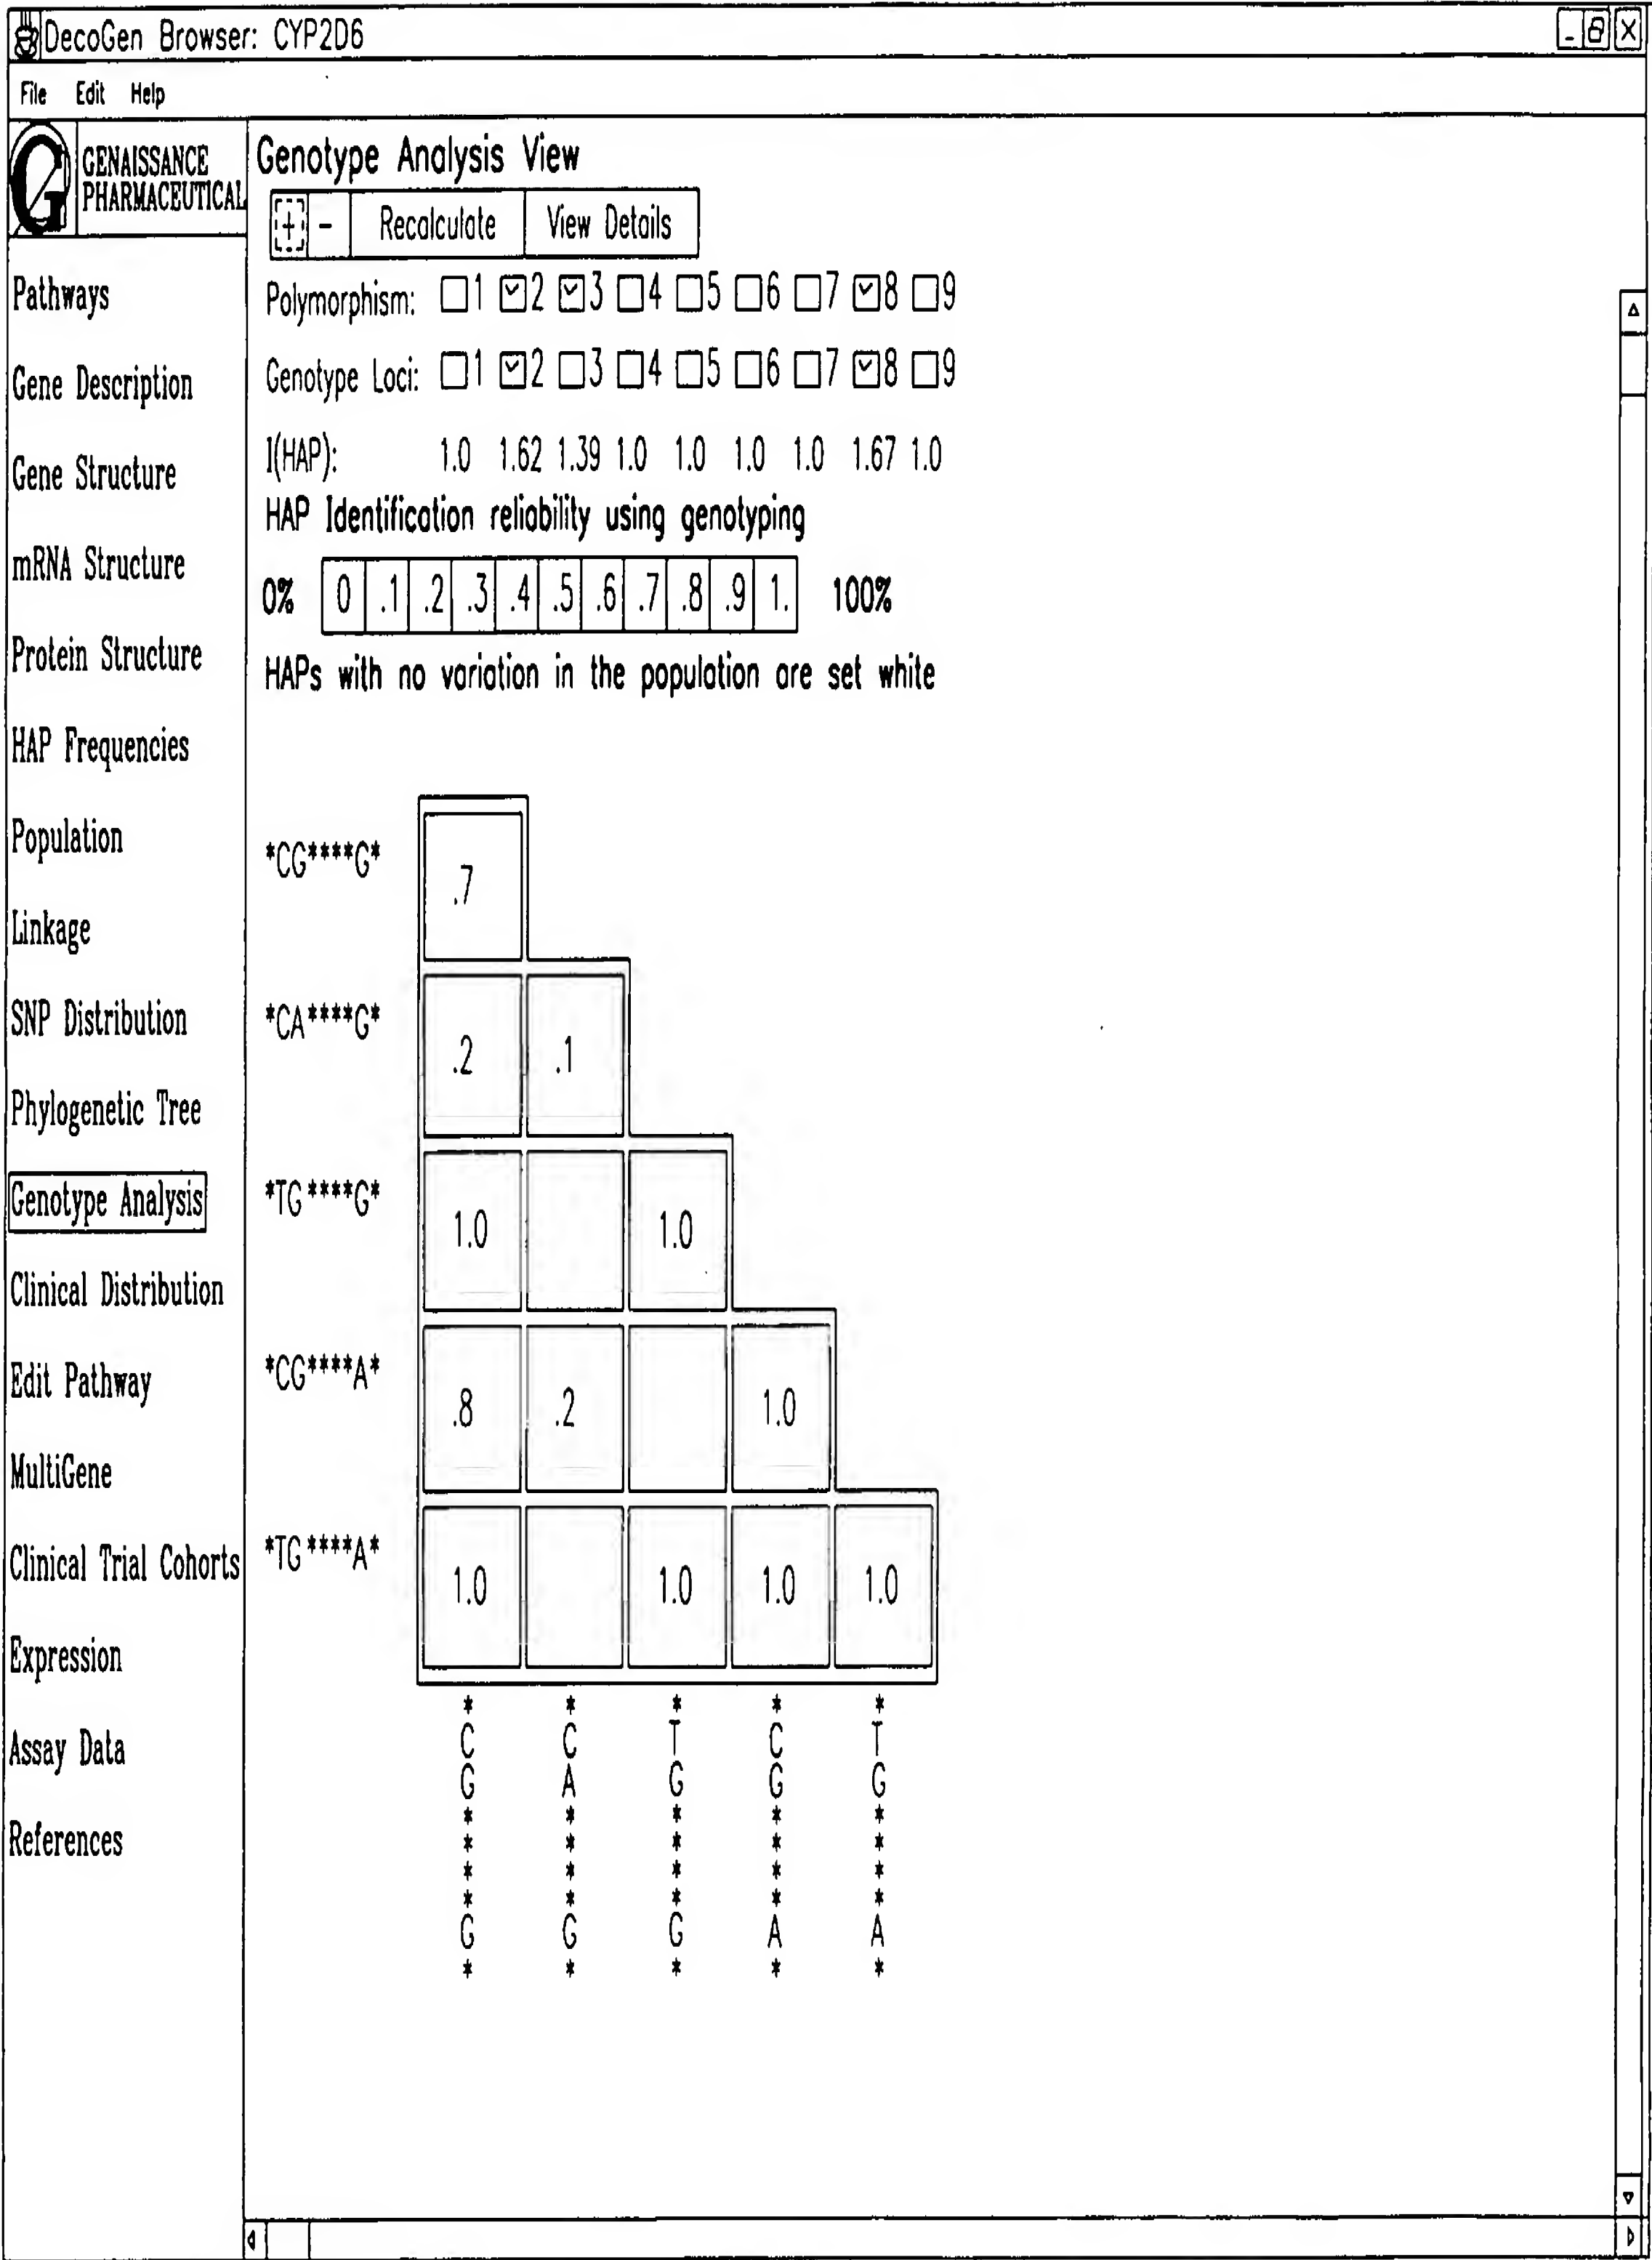 DecoGen Browser: CYP2D6
File Edit Help
GENAISSANCE
PHARMACEUTICAL
Pathways
Gene Description
Gene Structure
mRNA Structure
Protein Structure
HAP Frequencies
Population
Linkage
SNP Distribution
Phylogenetic Tree
Genotype Analysis
Clinical Distribution
Edit Pathway
MultiGene
Clinical Trial Cohorts
Expression
Assay Data
References
Genotype Analysis View
+ - Recalculate View Details
Polymorphism: 1 2 3 4 5 6 7 8 9
Genotype Loci: 1 2 3 4 5 6 7 8 9
I(HAP): 1.0 1.62 1.39 1.0 1.0 1.0 1.0 1.67 1.0
HAP Identification reliability using genotyping
0% 0 .1 .2 .3 .4 .5 .6 .7 .8 .9 1. 100%
HAPs with no variation in the population are set white
*CG****G* .7
*CA****G* .2 .1
*TG****G* 1.0 1.0
*CG****A* .8 .2 1.0
*TG****A* 1.0 1.0 1.0 1.0
*CG****G* *CA****G* *TG****G* *CG****A* *TG****A*